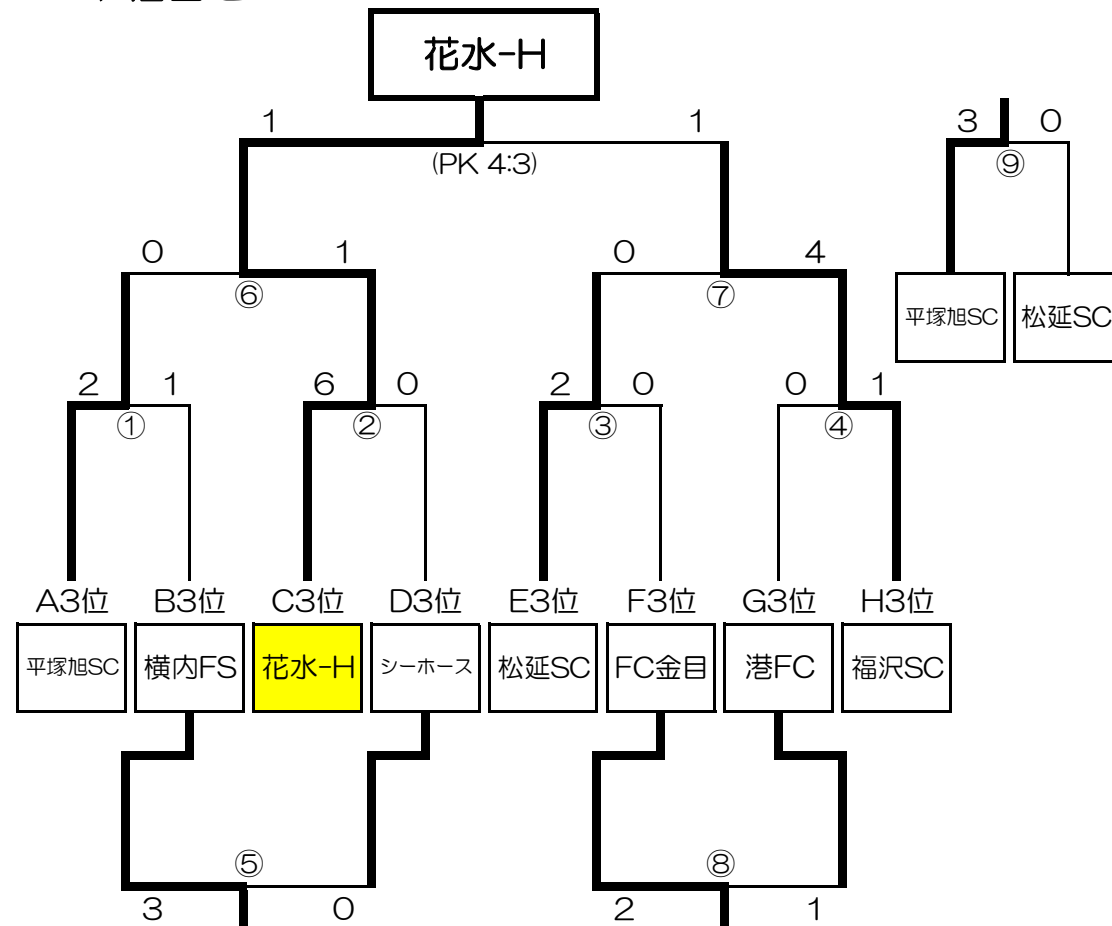 花水-H
1 1
(PK 4:3)
3 0
⑨
0 1 0 4
⑥ ⑦
平塚旭SC 松延SC
2 1 6 0 2 0 0 1
① ② ③ ④
A3位 B3位 C3位 D3位 E3位 F3位 G3位 H3位
平塚旭SC 横内FS 花水-H シーホース 松延SC FC金目 港FC 福沢SC
⑤ ⑧
3 0 2 1